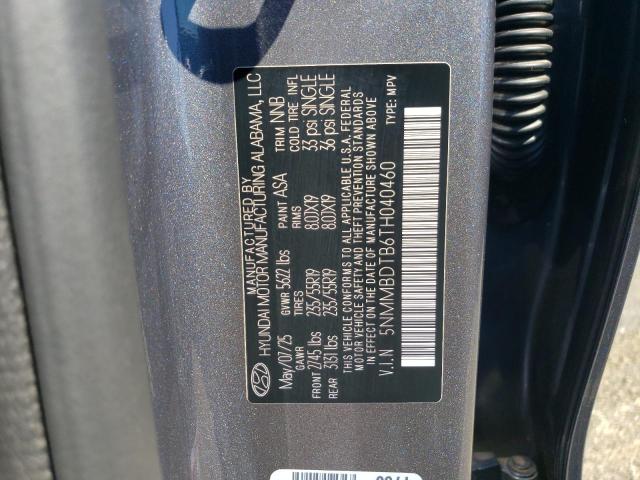 MANUFACTURED BY
HYUNDAI MOTOR MANUFACTURING ALABAMA, LLC
May/07/25 GVWR 5622 lbs PAINT ASA TRIM NNB
GAWR TIRES RIMS COLD TIRE INFL
FRONT 2745 lbs 235/55R19 8.0JX19 33 psi SINGLE
REAR 3131 lbs 235/55R19 8.0JX19 36 psi SINGLE
THIS VEHICLE CONFORMS TO ALL APPLICABLE U.S.A. FEDERAL
MOTOR VEHICLE SAFETY AND THEFT PREVENTION STANDARDS
IN EFFECT ON THE DATE OF MANUFACTURE SHOWN ABOVE
V.I.N 5NMMBDTB6TH040460 TYPE: MPV